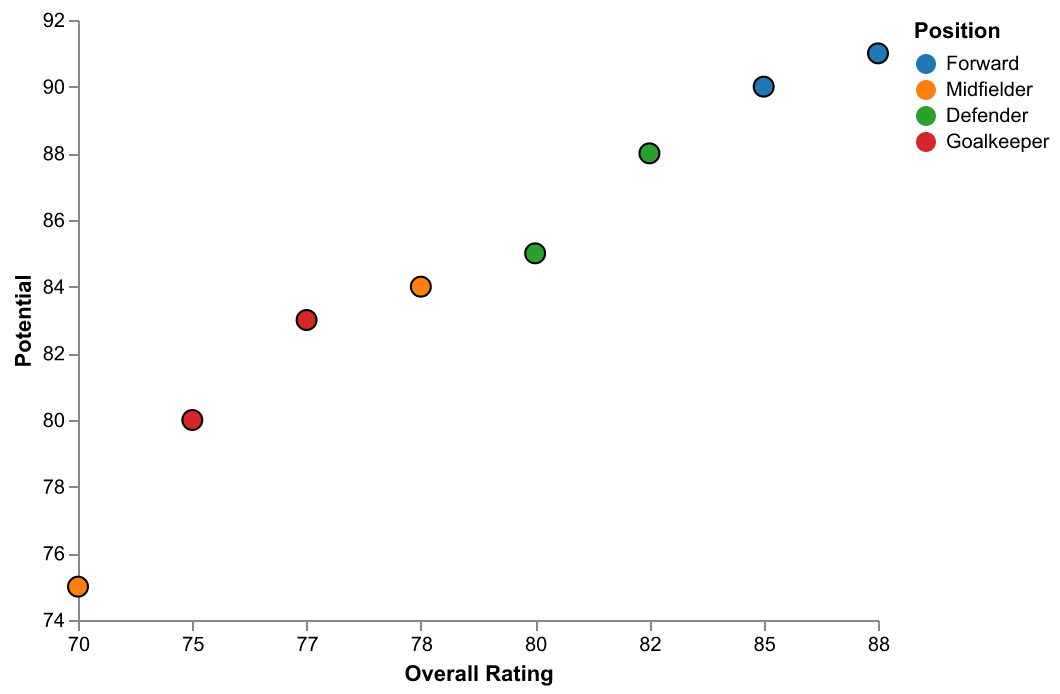 92
90
88
86
84
82
80
78
76
74
Potential
70 75 77 78 80 82 85 88
Overall Rating
Position
Forward
Midfielder
Defender
Goalkeeper